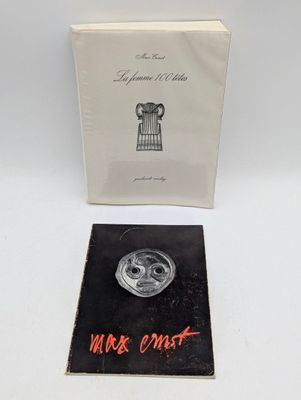 Max Ernst
La femme 100 têtes
gerhardt verlag
max ernst